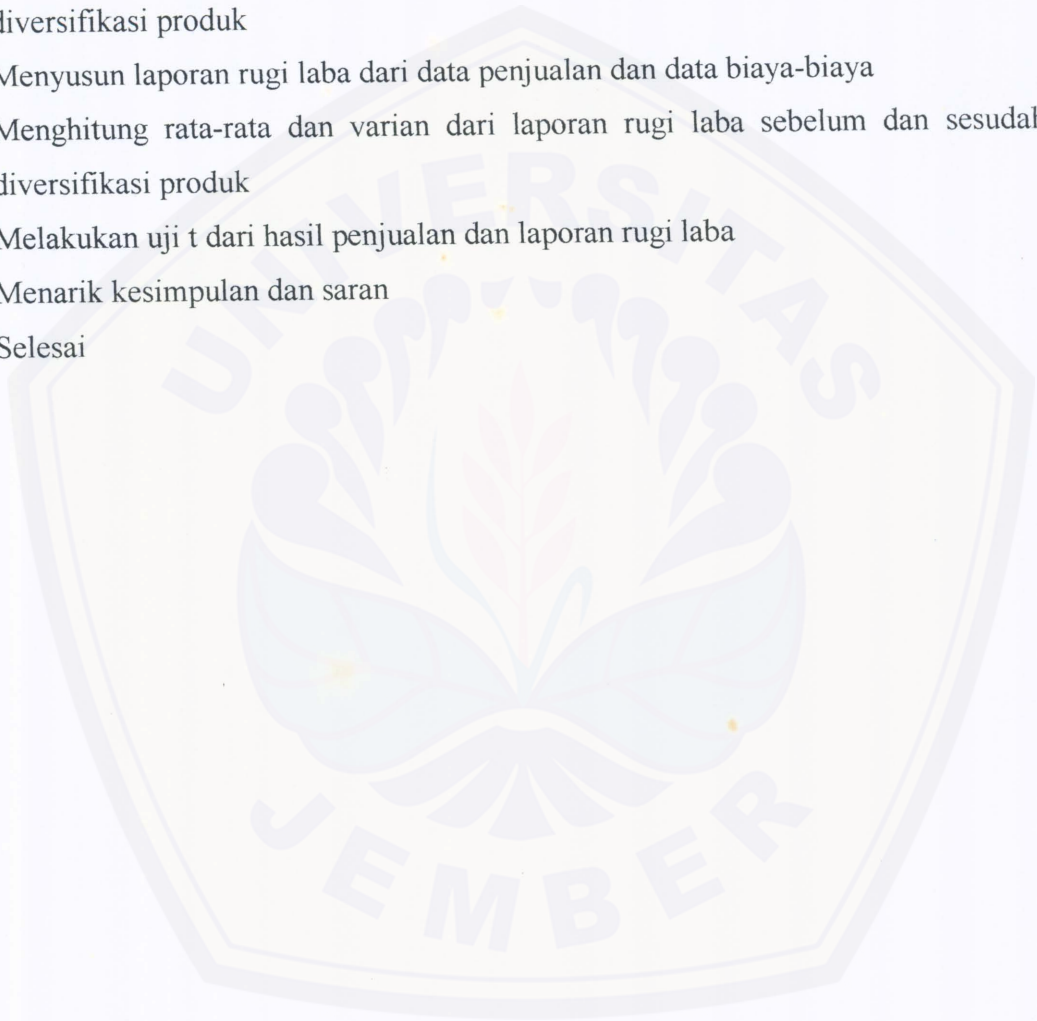 diversifikasi produk
Menyusun laporan rugi laba dari data penjualan dan data biaya-biaya
Menghitung rata-rata dan varian dari laporan rugi laba sebelum dan sesudah
diversifikasi produk
Melakukan uji t dari hasil penjualan dan laporan rugi laba
Menarik kesimpulan dan saran
Selesai
UNIVERSITAS
JEMBER